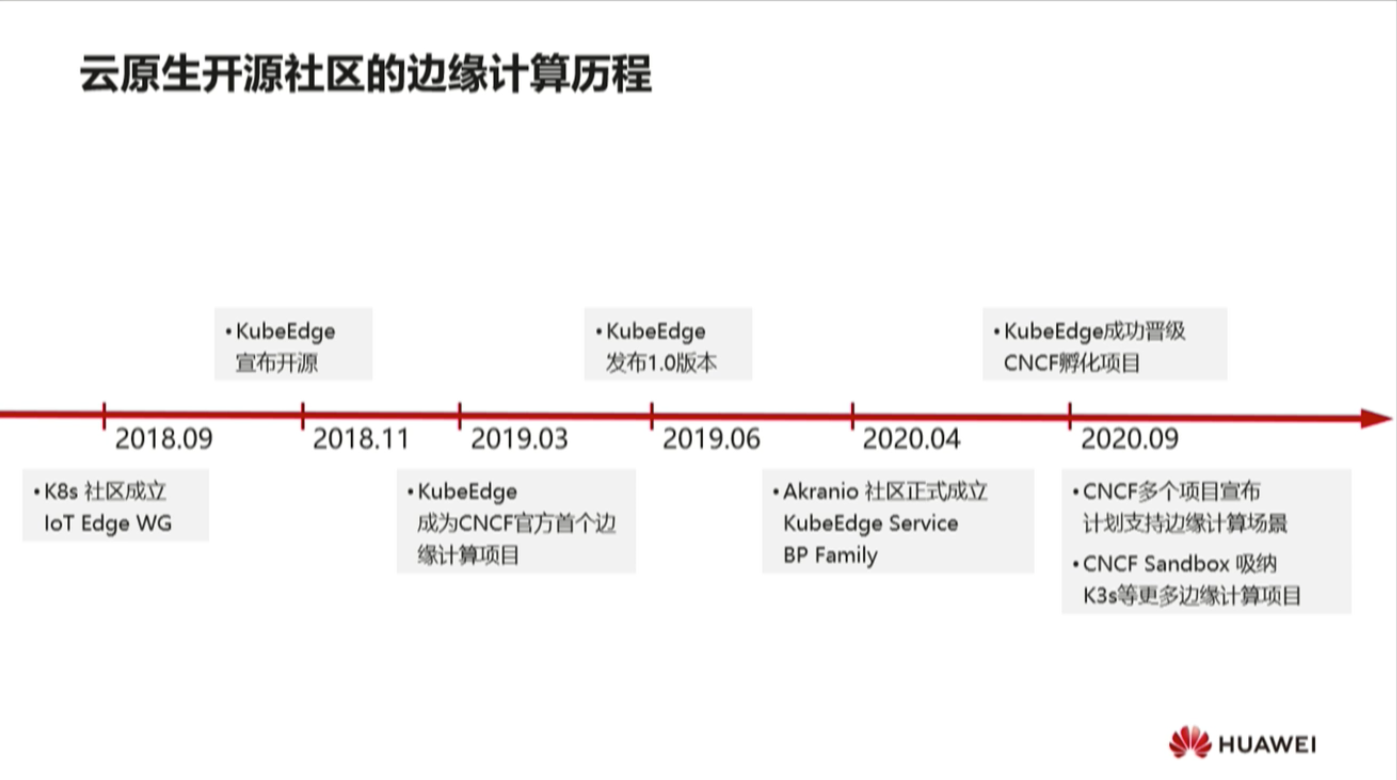 云原生开源社区的边缘计算历程
• KubeEdge
宣布开源
• KubeEdge
发布1.0版本
• KubeEdge成功晋级
CNCF孵化项目
2018.09
2018.11
2019.03
2019.06
2020.04
2020.09
• K8s 社区成立
IoT Edge WG
• KubeEdge
成为CNCF官方首个边
缘计算项目
• Akranio 社区正式成立
KubeEdge Service
BP Family
• CNCF多个项目宣布
计划支持边缘计算场景
• CNCF Sandbox 吸纳
K3s等更多边缘计算项目
HUAWEI